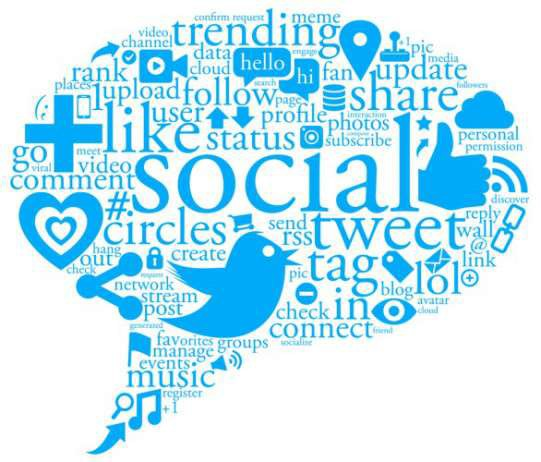 confirm request
meme
video
trending
channel
data
engage
!pic
cloud
hello
media
rank
search
hi
fan
update
followers
places
upload
follow
page
share
user
profile
interaction
like
status
photos
connect
personal
subscribe
permission
go
meet
viral
video
social
comment
discover
#
circles
send
tweet
reply
rss
wall
@
hang
out
create
link
check
request
pic
tag
lol
network
blog
stream
in
avatar
post
check
cloud
generated
connect
friend
favorites
groups
socialize
manage
events
music
register
+1